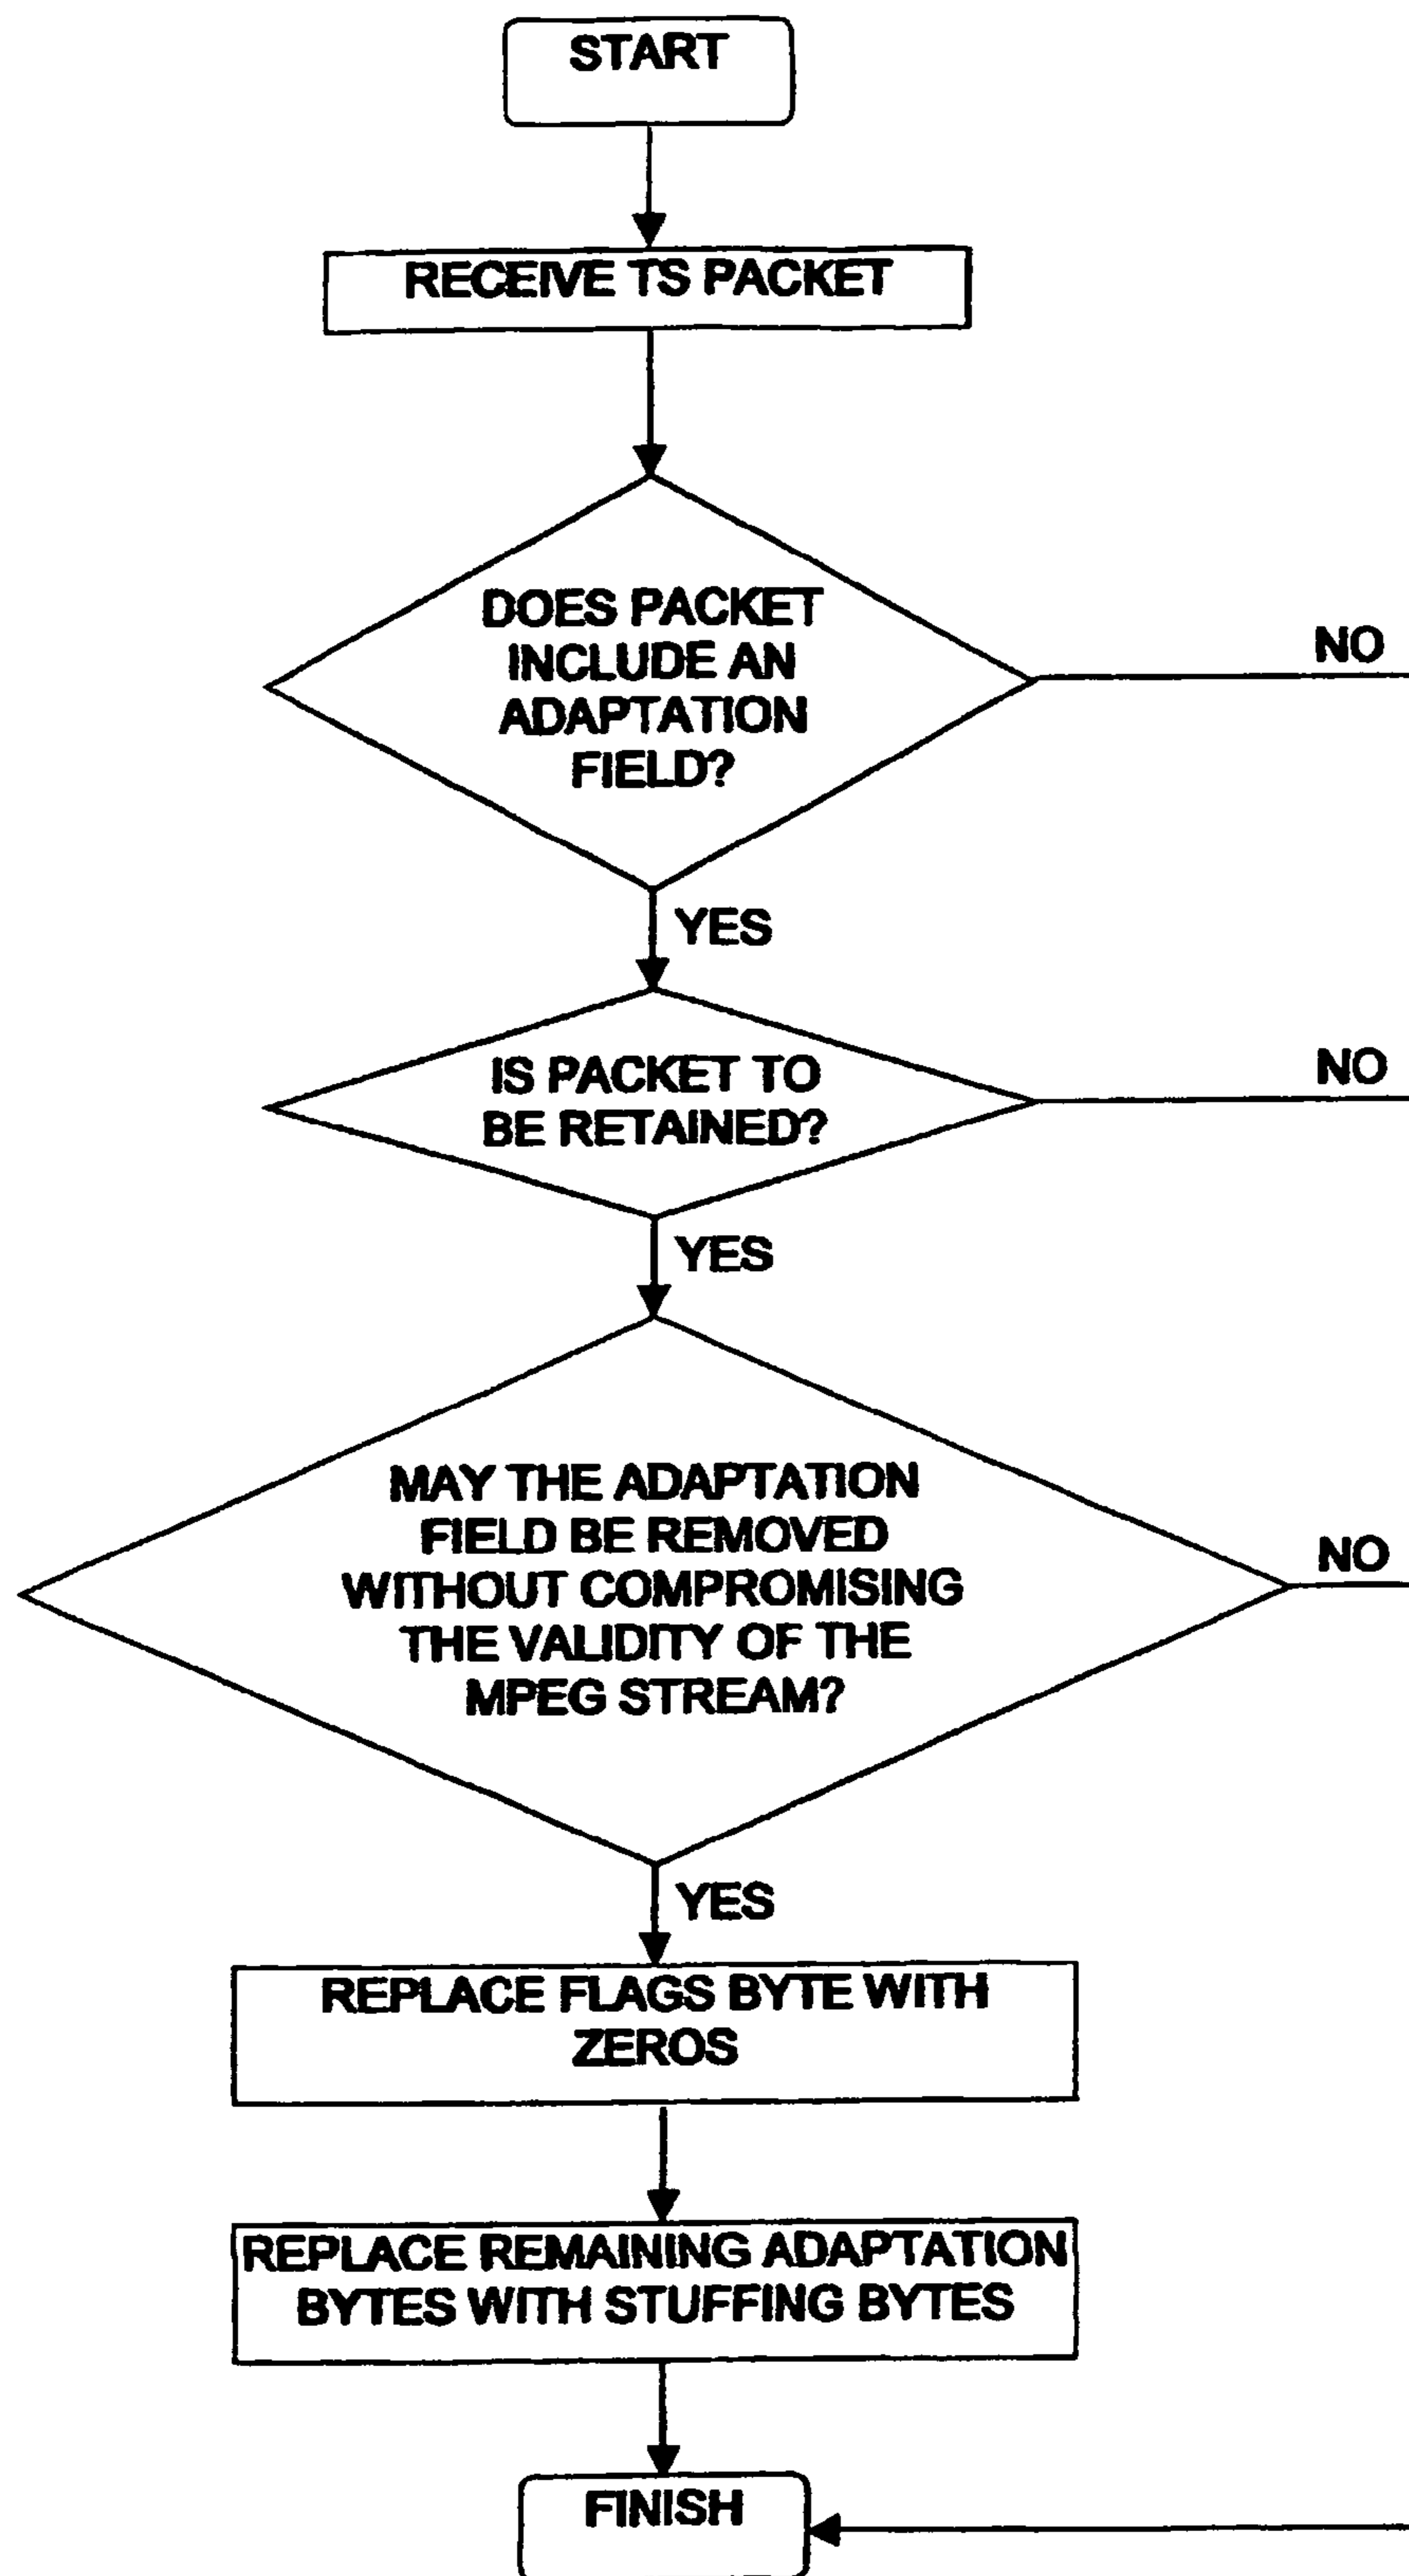 START
RECEIVE TS PACKET
DOES PACKET
INCLUDE AN
ADAPTATION
FIELD?
NO
YES
IS PACKET TO
BE RETAINED?
NO
YES
MAY THE ADAPTATION
FIELD BE REMOVED
WITHOUT COMPROMISING
THE VALIDITY OF THE
MPEG STREAM?
NO
YES
REPLACE FLAGS BYTE WITH
ZEROS
REPLACE REMAINING ADAPTATION
BYTES WITH STUFFING BYTES
FINISH